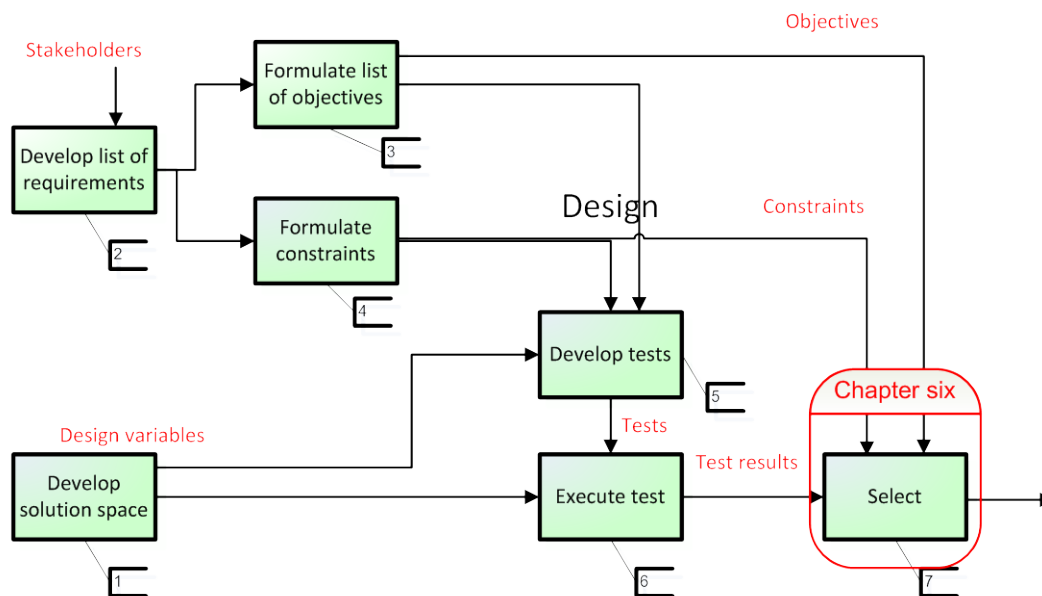 Objectives
Stakeholders
Formulate list
of objectives
3
Develop list of
requirements
2
Design
Constraints
Formulate
constraints
4
Develop tests
5
Chapter six
Design variables
Tests
Test results
Develop
solution space
1
Execute test
6
Select
7